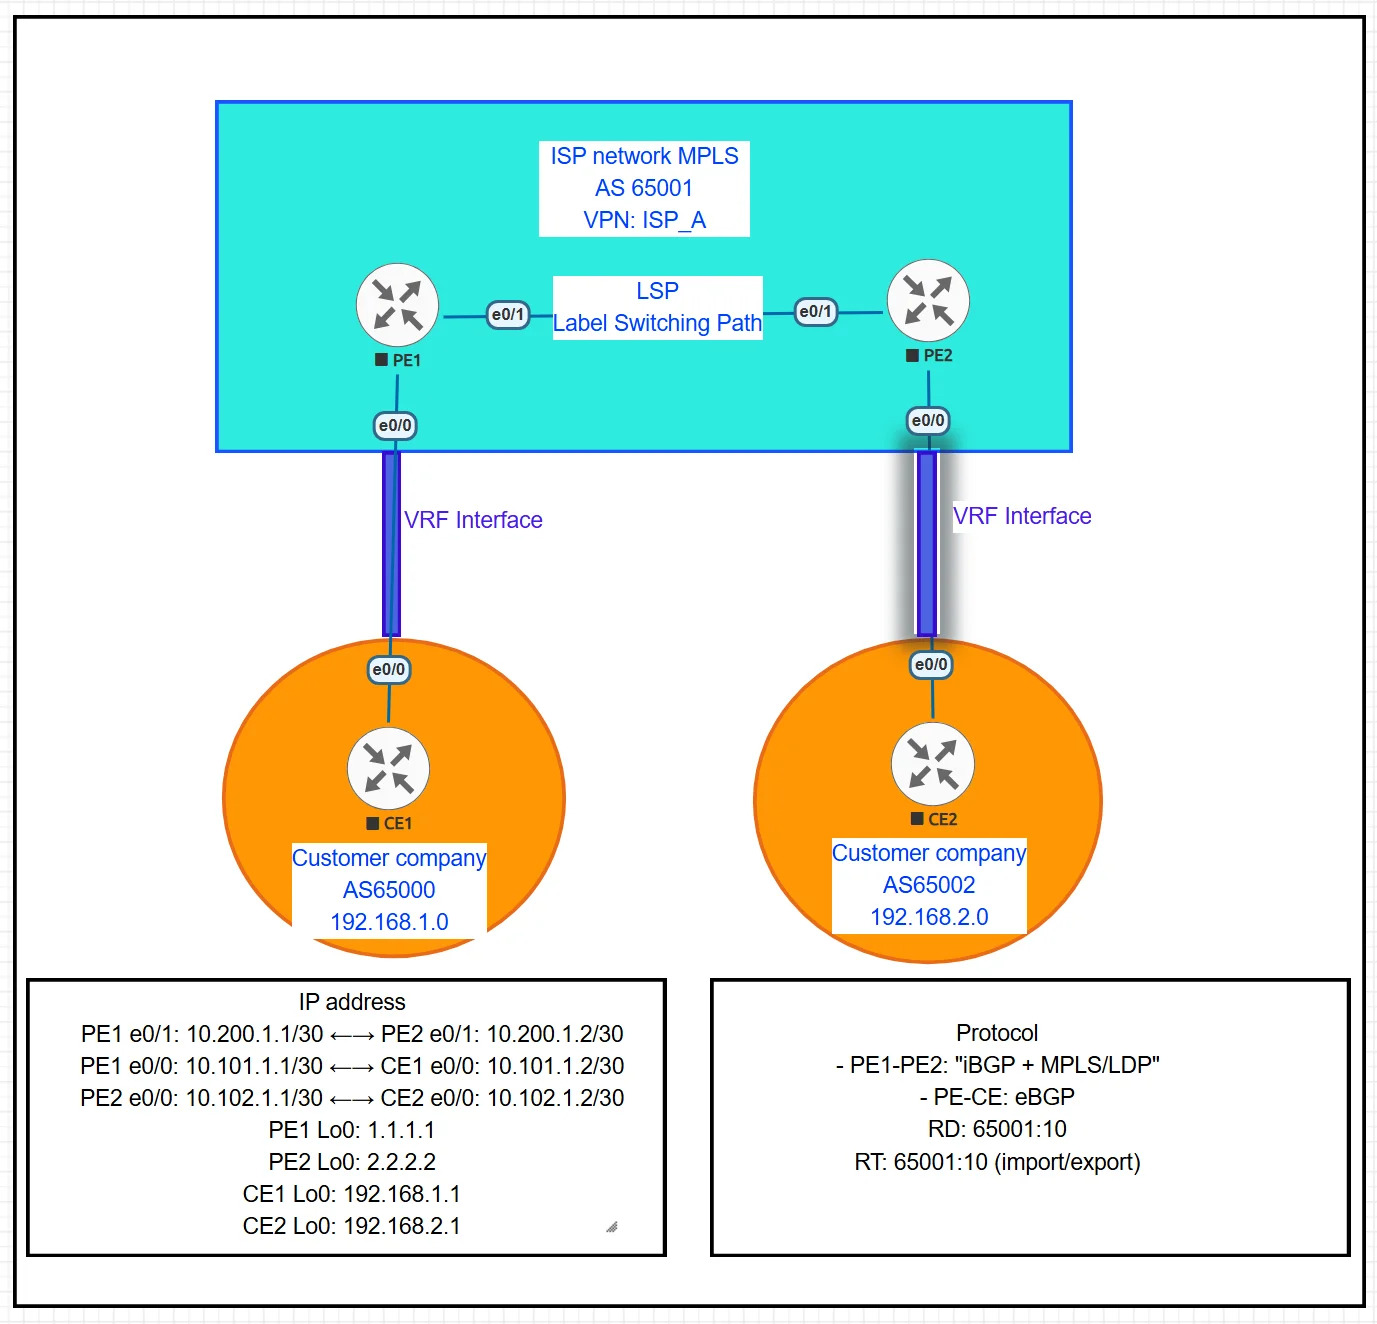 ISP network MPLS
AS 65001
VPN: ISP_A
LSP
Label Switching Path
e0/1
e0/1
PE1
PE2
e0/0
e0/0
VRF Interface
VRF Interface
e0/0
e0/0
CE1
CE2
Customer company
AS65000
192.168.1.0
Customer company
AS65002
192.168.2.0
IP address
PE1 e0/1: 10.200.1.1/30 ←→ PE2 e0/1: 10.200.1.2/30
PE1 e0/0: 10.101.1.1/30 ←→ CE1 e0/0: 10.101.1.2/30
PE2 e0/0: 10.102.1.1/30 ←→ CE2 e0/0: 10.102.1.2/30
PE1 Lo0: 1.1.1.1
PE2 Lo0: 2.2.2.2
CE1 Lo0: 192.168.1.1
CE2 Lo0: 192.168.2.1
Protocol
- PE1-PE2: "iBGP + MPLS/LDP"
- PE-CE: eBGP
RD: 65001:10
RT: 65001:10 (import/export)